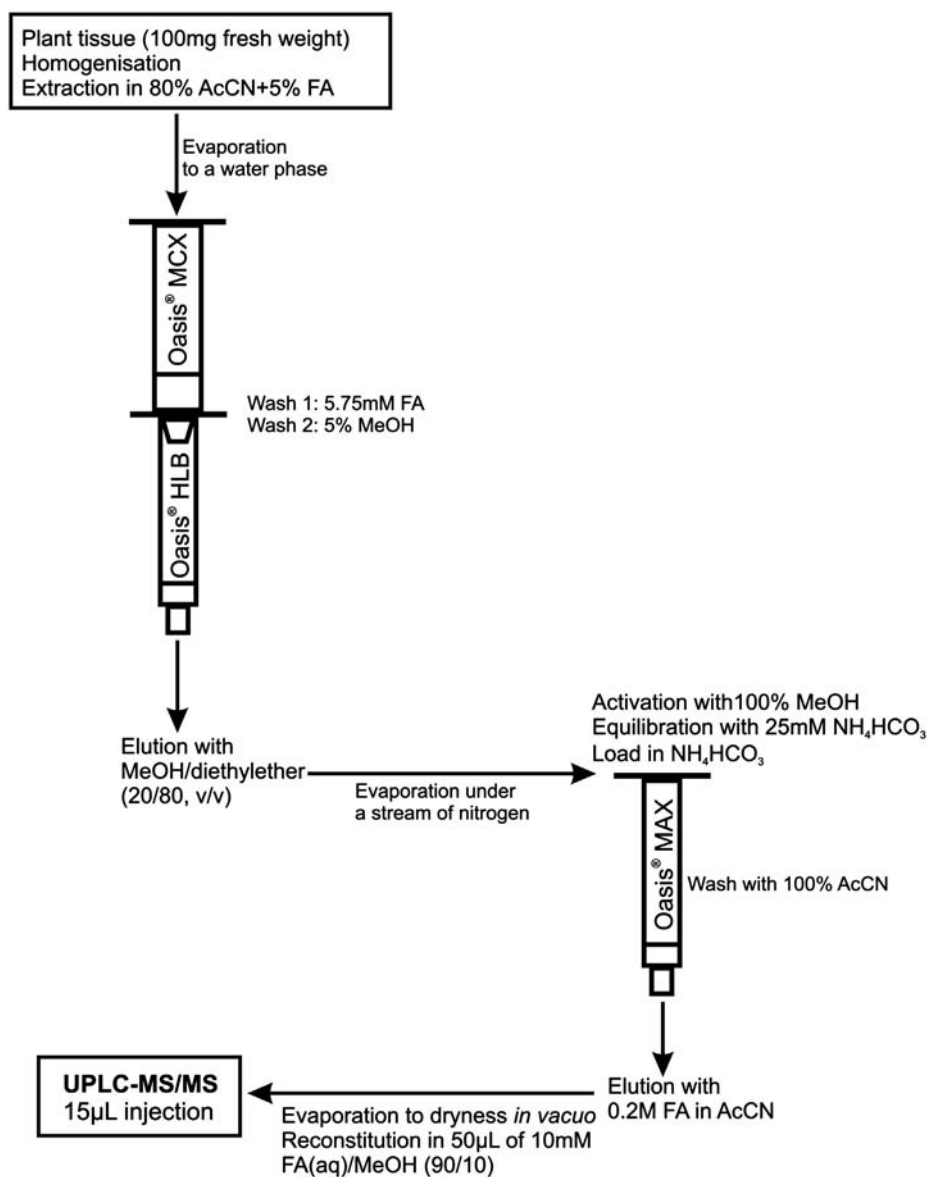 Plant tissue (100mg fresh weight)
Homogenisation
Extraction in 80% AcCN+5% FA
Evaporation
to a water phase
Oasis® MCX
Wash 1: 5.75mM FA
Wash 2: 5% MeOH
Oasis® HLB
Elution with
MeOH/diethylether
(20/80, v/v)
Evaporation under
a stream of nitrogen
Activation with100% MeOH
Equilibration with 25mM NH₄HCO₃
Load in NH₄HCO₃
Oasis® MAX
Wash with 100% AcCN
Elution with
0.2M FA in AcCN
Evaporation to dryness in vacuo
Reconstitution in 50µL of 10mM
FA(aq)/MeOH (90/10)
UPLC-MS/MS
15µL injection